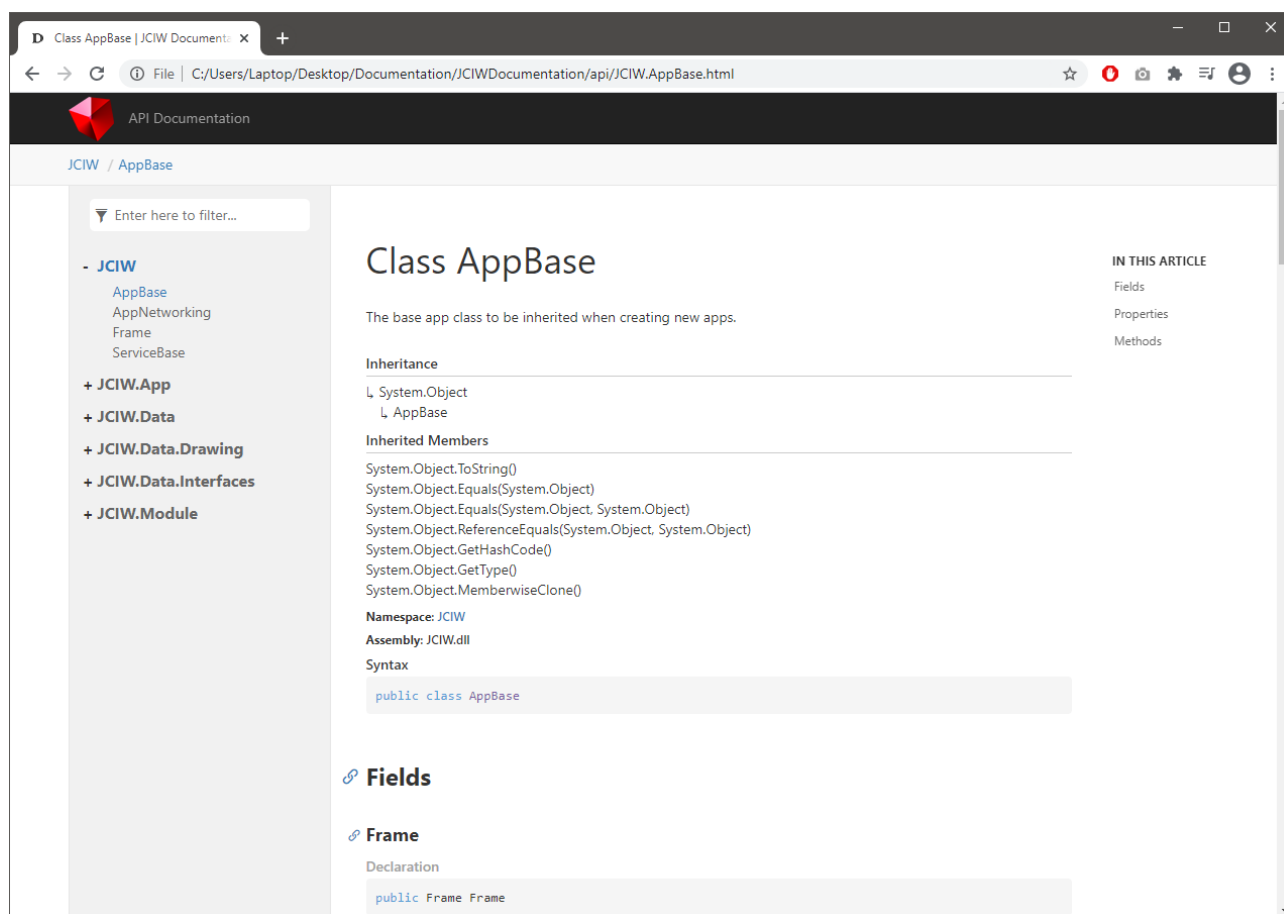 D Class AppBase | JCIW Documenta
File | C:/Users/Laptop/Desktop/Documentation/JCIWDocumentation/api/JCIW.AppBase.html
API Documentation
JCIW / AppBase
Enter here to filter...
- JCIW
AppBase
AppNetworking
Frame
ServiceBase
+ JCIW.App
+ JCIW.Data
+ JCIW.Data.Drawing
+ JCIW.Data.Interfaces
+ JCIW.Module
Class AppBase
The base app class to be inherited when creating new apps.
Inheritance
↳ System.Object
↳ AppBase
Inherited Members
System.Object.ToString()
System.Object.Equals(System.Object)
System.Object.Equals(System.Object, System.Object)
System.Object.ReferenceEquals(System.Object, System.Object)
System.Object.GetHashCode()
System.Object.GetType()
System.Object.MemberwiseClone()
Namespace: JCIW
Assembly: JCIW.dll
Syntax
public class AppBase
Fields
Frame
Declaration
public Frame Frame
IN THIS ARTICLE
Fields
Properties
Methods